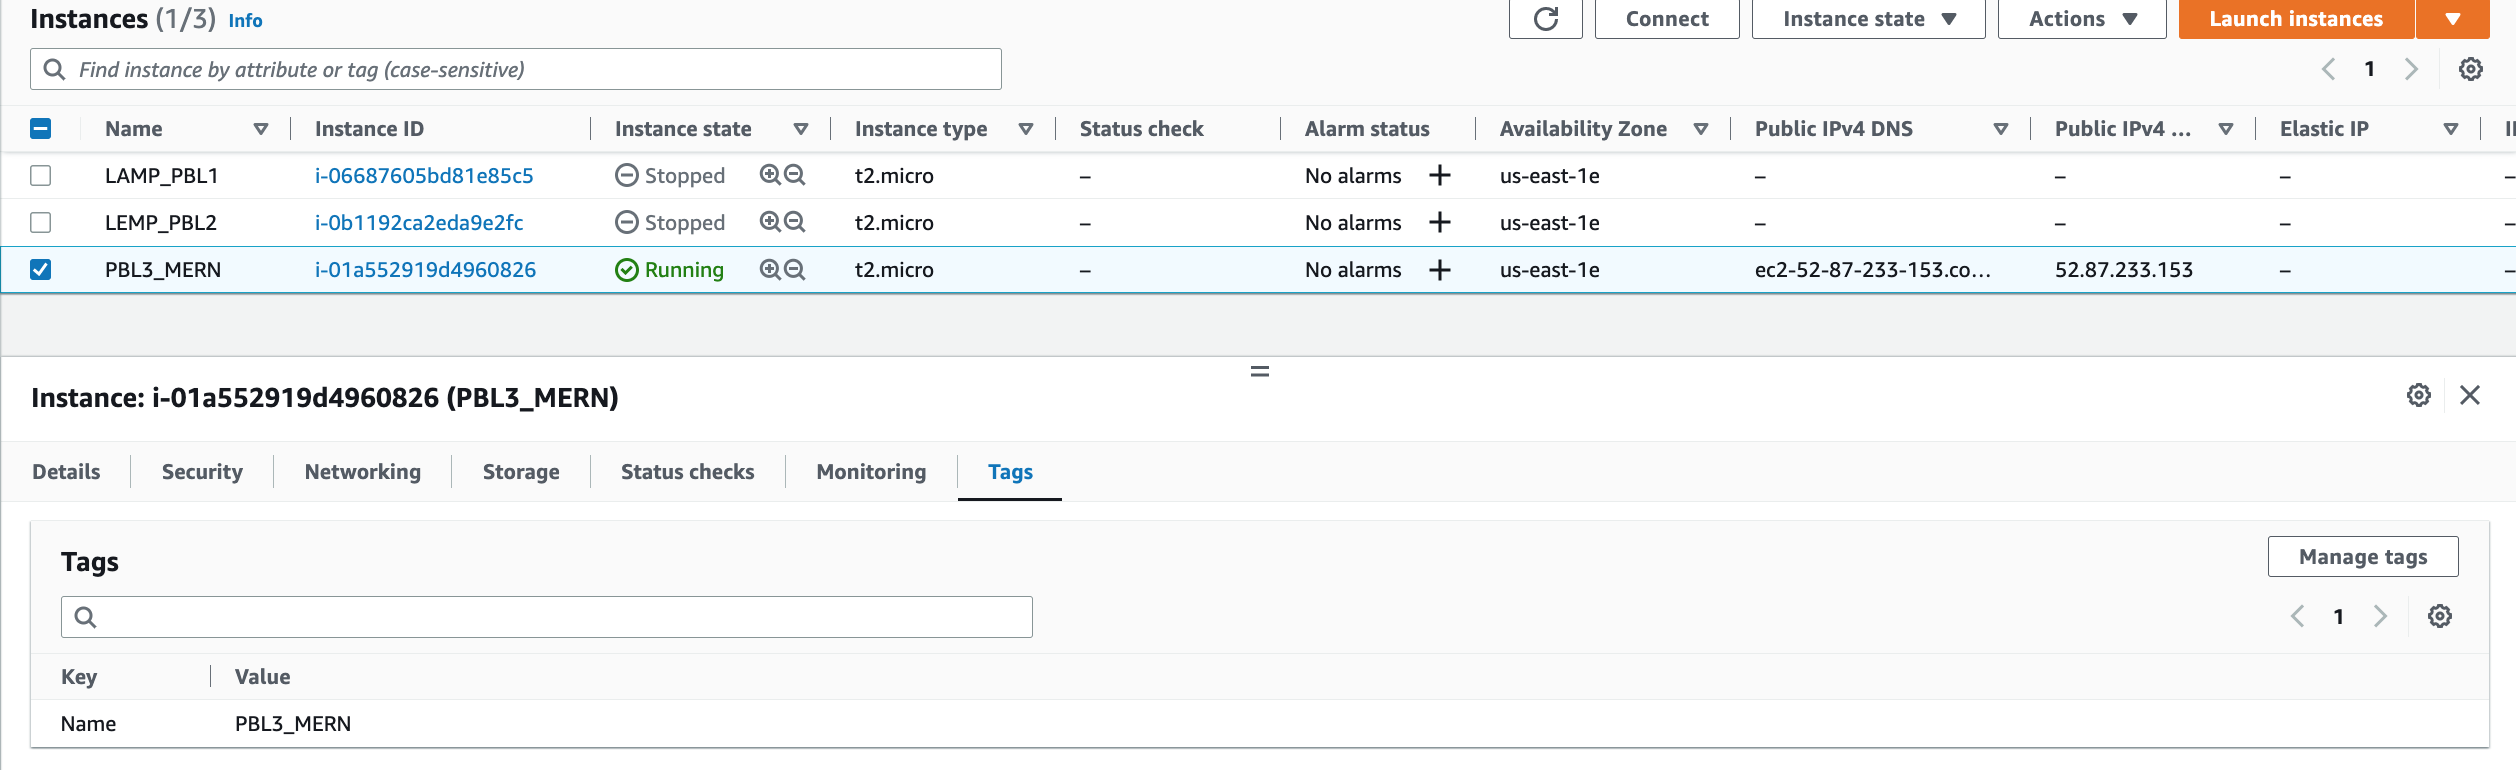 Instances (1/3) Info Connect Instance state Actions Launch instances
Find instance by attribute or tag (case-sensitive) 1
Name Instance ID Instance state Instance type Status check Alarm status Availability Zone Public IPv4 DNS Public IPv4 ... Elastic IP
LAMP_PBL1 i-06687605bd81e85c5 Stopped t2.micro – No alarms + us-east-1e – – – –
LEMP_PBL2 i-0b1192ca2eda9e2fc Stopped t2.micro – No alarms + us-east-1e – – – –
PBL3_MERN i-01a552919d4960826 Running t2.micro – No alarms + us-east-1e ec2-52-87-233-153.co... 52.87.233.153 – –
Instance: i-01a552919d4960826 (PBL3_MERN)
Details Security Networking Storage Status checks Monitoring Tags
Tags Manage tags
1
Key Value
Name PBL3_MERN